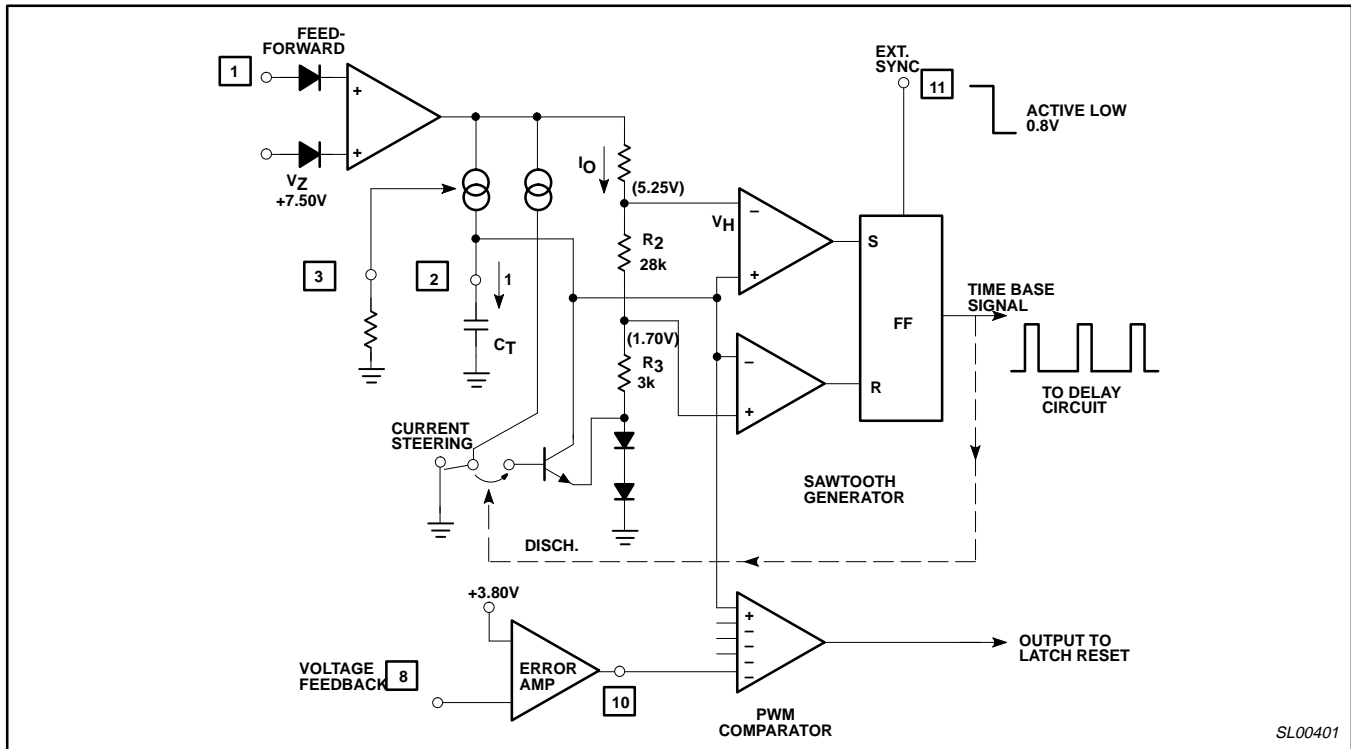 FEED-
FORWARD
1
+
+
VZ
+7.50V
3
2
1
CT
IO
(5.25V)
R2
28k
(1.70V)
R3
3k
VH
−
+
−
+
EXT.
SYNC
11
ACTIVE LOW
0.8V
S
FF
R
TIME BASE
SIGNAL
TO DELAY
CIRCUIT
CURRENT
STEERING
SAWTOOTH
GENERATOR
DISCH.
+3.80V
VOLTAGE
FEEDBACK
8
ERROR
AMP
10
+
−
−
−
−
PWM
COMPARATOR
OUTPUT TO
LATCH RESET
SL00401